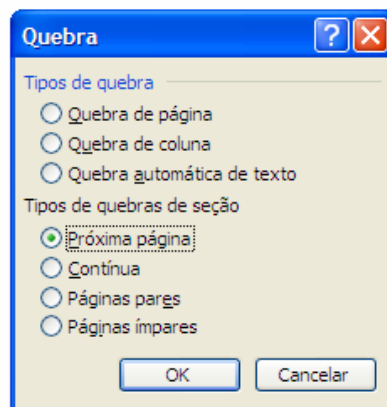 Quebra
Tipos de quebra
Quebra de página
Quebra de coluna
Quebra automática de texto
Tipos de quebras de seção
Próxima página
Contínua
Páginas pares
Páginas ímpares
OK Cancelar